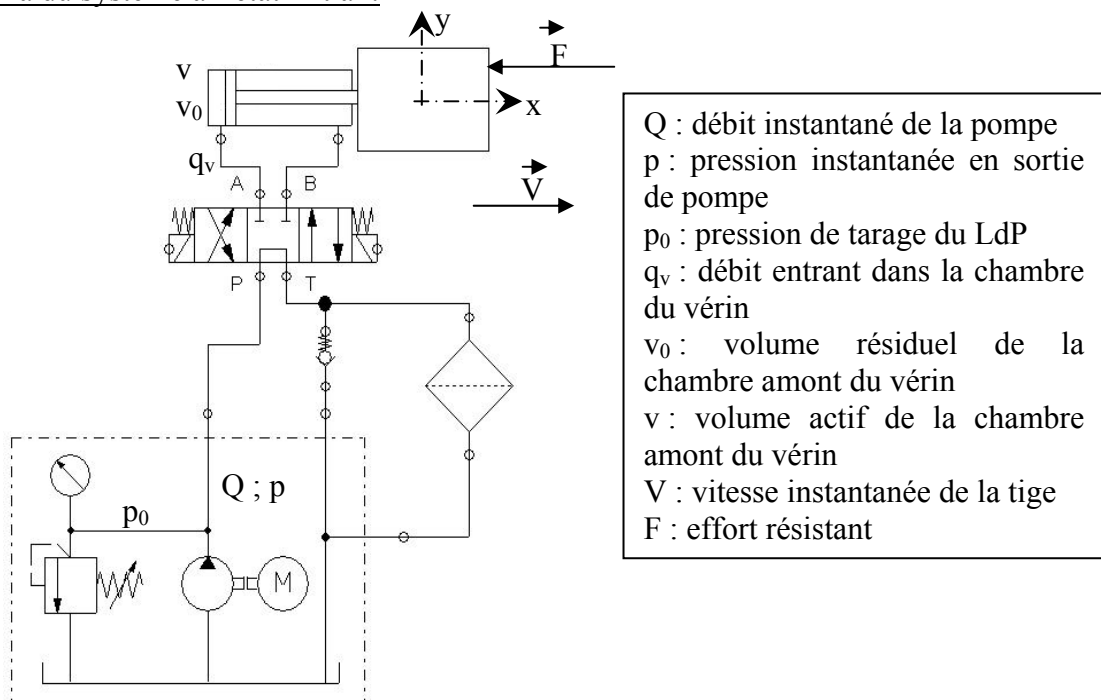 y
F
v
v0
x
qv
A B
V
P T
Q ; p
p0
M
Q : débit instantané de la pompe
p : pression instantanée en sortie
de pompe
p0 : pression de tarage du LdP
qv : débit entrant dans la chambre
du vérin
v0 : volume résiduel de la
chambre amont du vérin
v : volume actif de la chambre
amont du vérin
V : vitesse instantanée de la tige
F : effort résistant